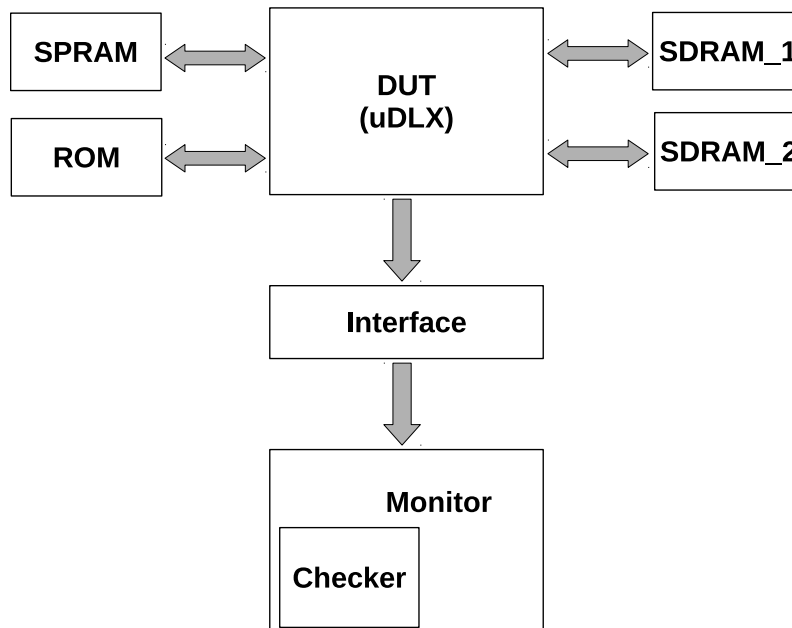 SPRAM
DUT
(uDLX)
SDRAM_1
ROM
SDRAM_2
Interface
Monitor
Checker